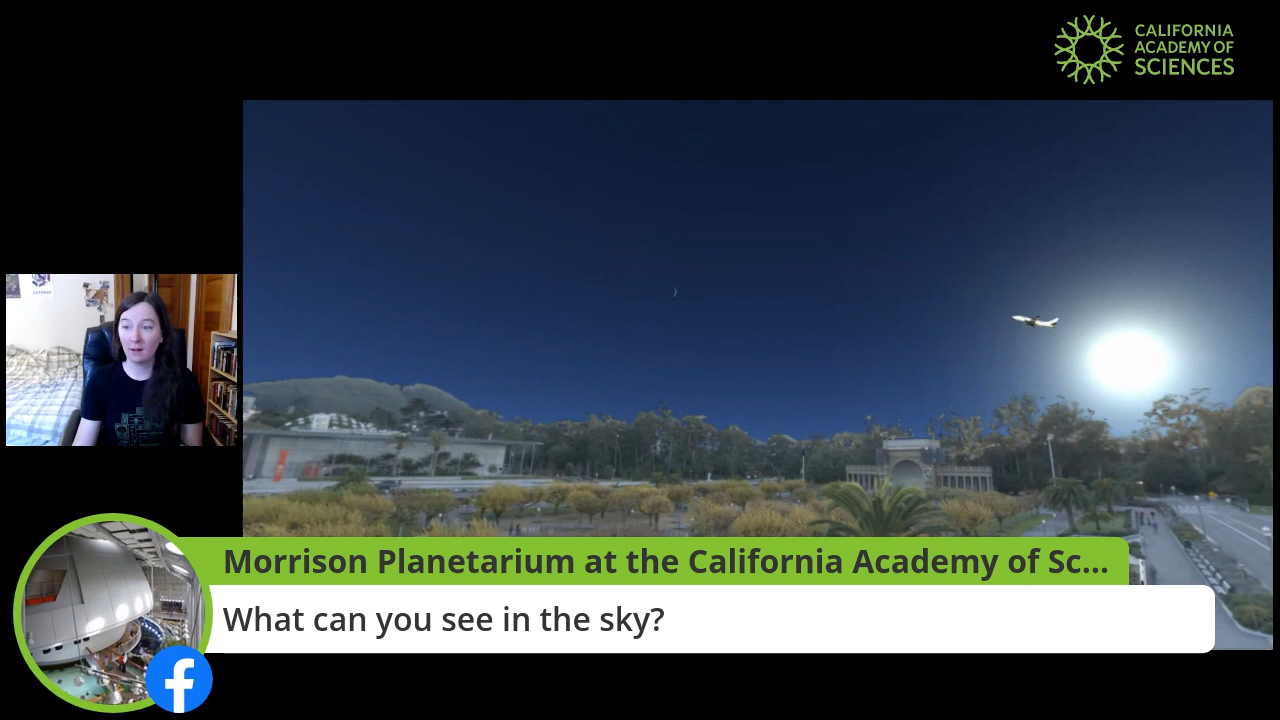 CALIFORNIA
ACADEMY OF
SCIENCES
Morrison Planetarium at the California Academy of Sc...
What can you see in the sky?